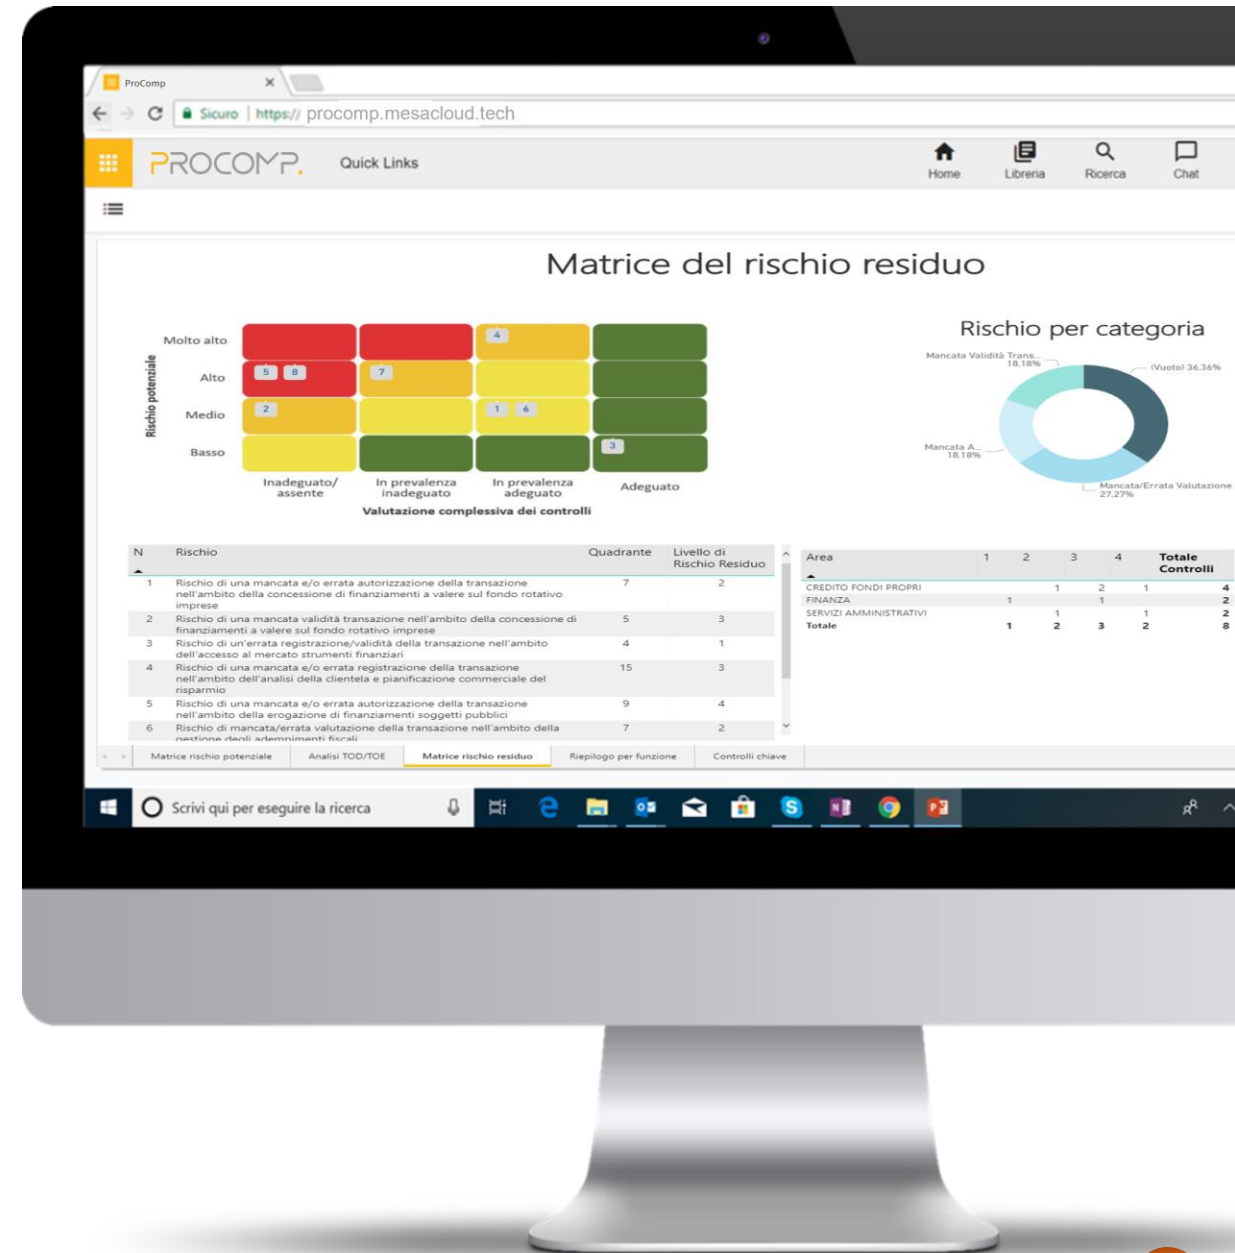 ProComp
Sicuro | https:// procomp.mesacloud.tech
PROCOMP. Quick Links Home Libreria Ricerca Chat
Matrice del rischio residuo
Rischio potenziale
Molto alto 4
Alto 5 8 7
Medio 2 1 6
Basso 3
Inadeguato/ assente
In prevalenza inadeguato
In prevalenza adeguato
Adeguato
Valutazione complessiva dei controlli
Rischio per categoria
Mancata Validità Trans...
18.18%
(Vuoto) 36.36%
Mancata A...
18.18%
Mancata/Errata Valutazione
27.27%
N Rischio Quadrante Livello di
Rischio Residuo
1 Rischio di una mancata e/o errata autorizzazione della transazione 7 2
nell'ambito della concessione di finanziamenti a valere sul fondo rotativo
imprese
2 Rischio di una mancata validità transazione nell'ambito della concessione di 5 3
finanziamenti a valere sul fondo rotativo imprese
3 Rischio di un'errata registrazione/validità della transazione nell'ambito 4 1
dell'accesso al mercato strumenti finanziari
4 Rischio di una mancata e/o errata registrazione della transazione 15 3
nell'ambito dell'analisi della clientela e pianificazione commerciale del
risparmio
5 Rischio di una mancata e/o errata autorizzazione della transazione 9 4
nell'ambito della erogazione di finanziamenti soggetti pubblici
6 Rischio di mancata/errata valutazione della transazione nell'ambito della 7 2
gestione degli adempimenti fiscali
Area 1 2 3 4 Totale
Controlli
CREDITO FONDI PROPRI 1 2 1 4
FINANZA 1 1 2
SERVIZI AMMINISTRATIVI 1 1 2
Totale 1 2 3 2 8
Matrice rischio potenziale Analisi TOD/TOE Matrice rischio residuo Riepilogo per funzione Controlli chiave
Scrivi qui per eseguire la ricerca